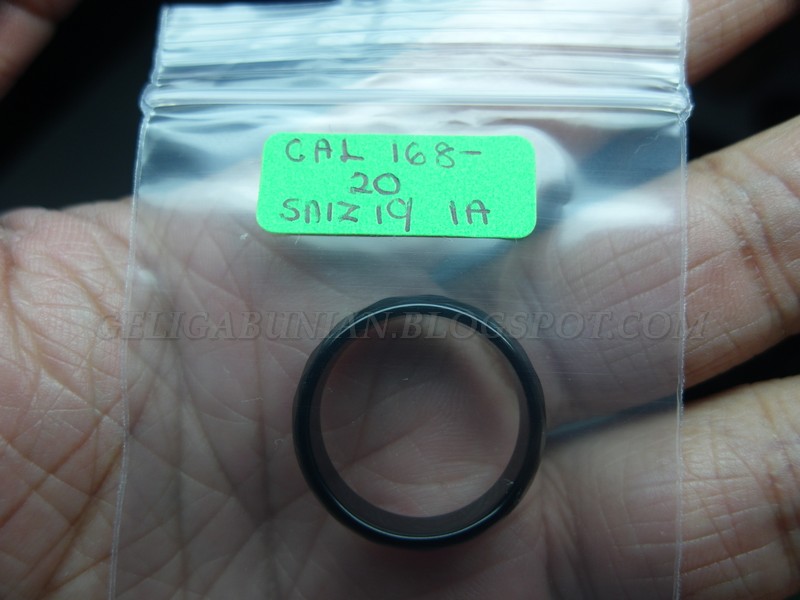 CAL 168-
20
SAIZ 19 1A
GELIGABUNIAN.BLOGSPOT.COM